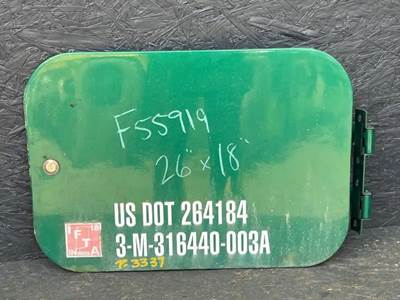 F55919
26" x 18"
US DOT 264184
3-M-316440-003A
I F T A
3337